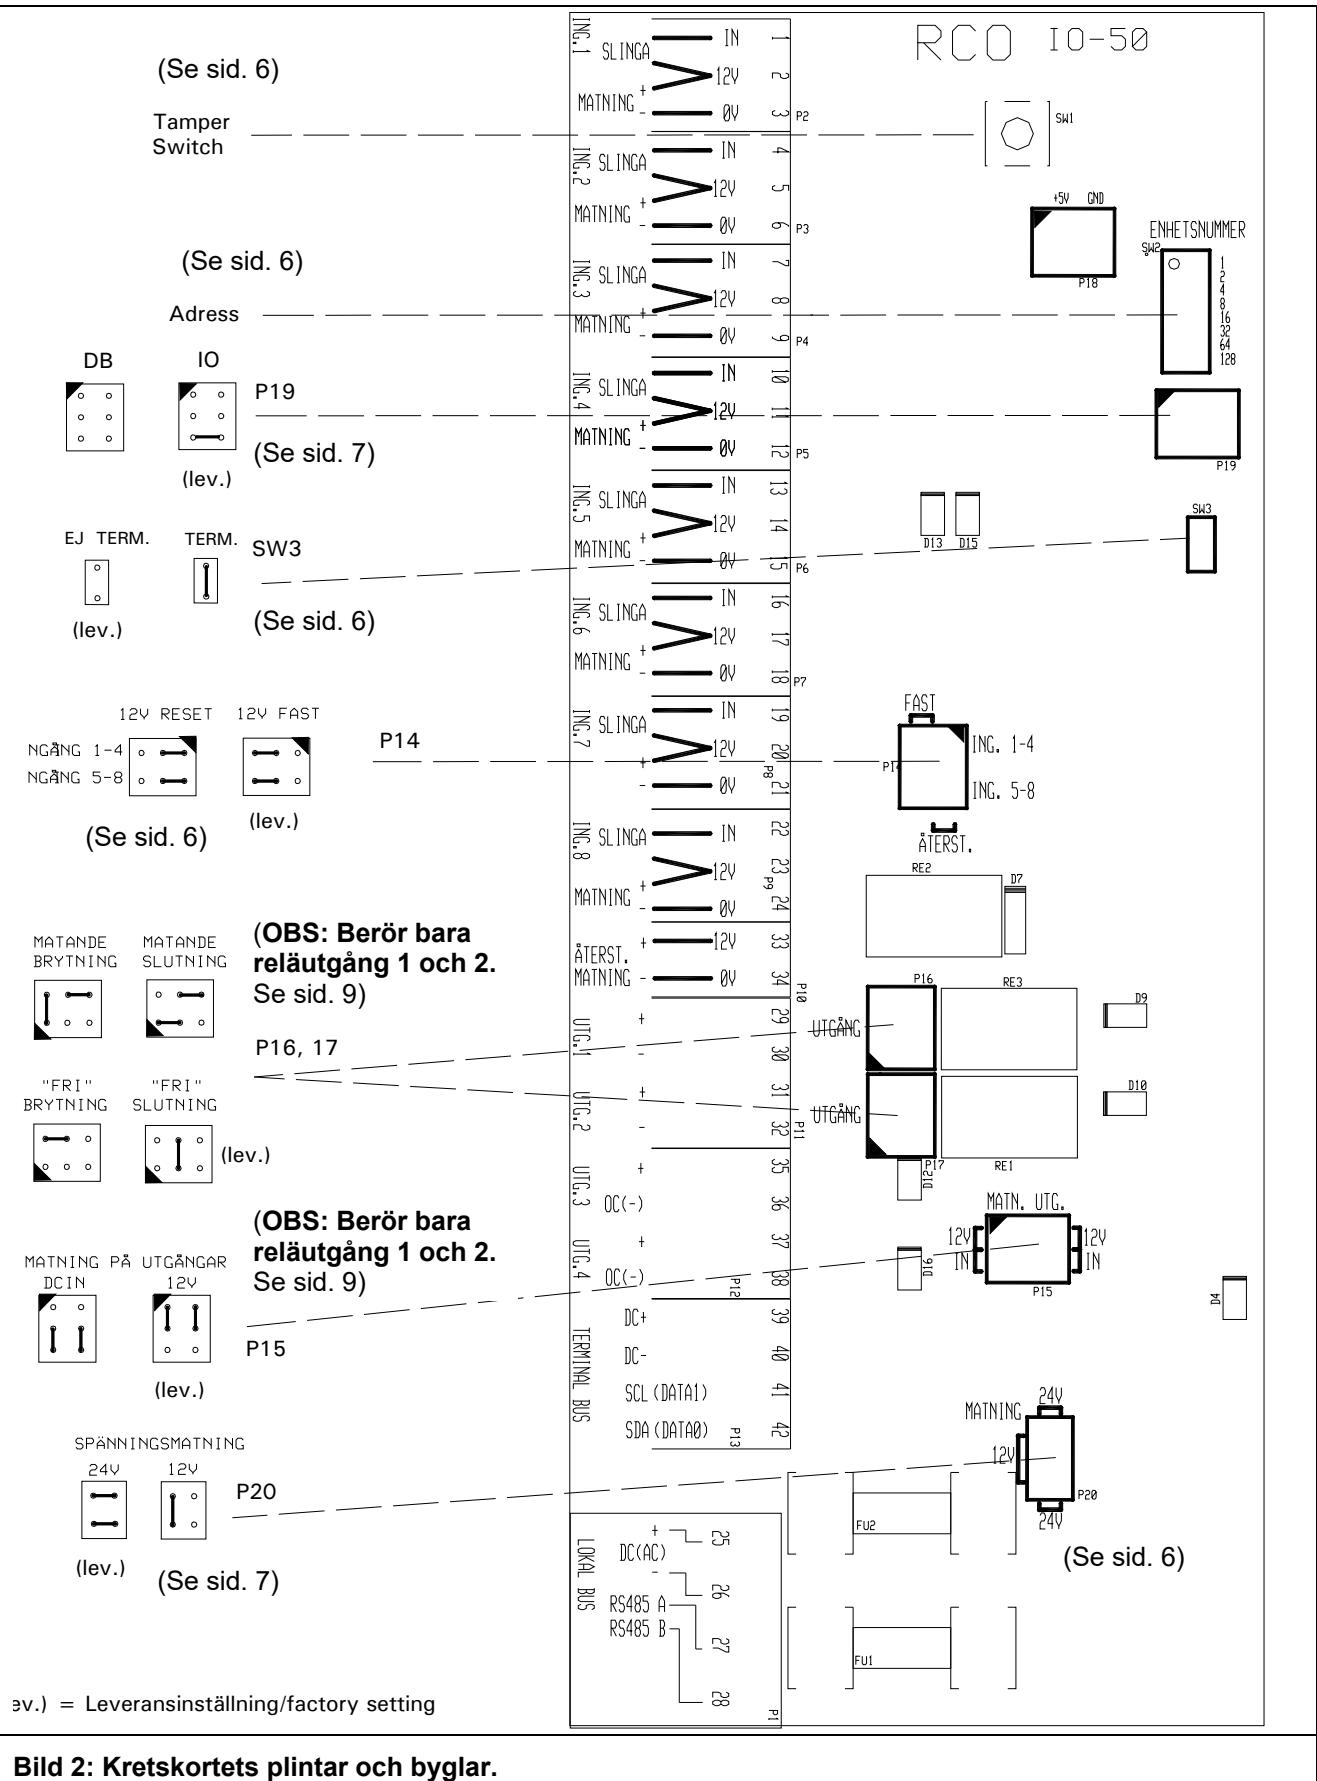 RCO IO-50
(Se sid. 6)
Tamper
Switch
SW1
ING.1
SLINGA
MATNING
+
-
IN
12V
0V
1
2
3
P2
ING.2
SLINGA
MATNING
+
-
IN
12V
0V
4
5
6
P3
+5V GND
P18
ENHETSNUMMER
SW2
1
2
4
8
16
32
64
128
(Se sid. 6)
Adress
ING.3
SLINGA
MATNING
+
-
IN
12V
0V
7
8
9
P4
DB
IO
P19
(Se sid. 7)
(lev.)
ING.4
SLINGA
MATNING
+
-
IN
12V
0V
10
11
12
P5
P19
EJ TERM.
TERM.
SW3
(lev.)
(Se sid. 6)
ING.5
SLINGA
MATNING
+
-
IN
12V
0V
13
14
15
P6
D13
D15
SW3
ING.6
SLINGA
MATNING
+
-
IN
12V
0V
16
17
18
P7
12V RESET
12V FAST
NGÅNG 1-4
NGÅNG 5-8
P14
(lev.)
(Se sid. 6)
ING.7
SLINGA
+
-
IN
12V
0V
19
20
21
P8
FAST
P14
ING. 1-4
ING. 5-8
ÅTERST.
ING.8
SLINGA
MATNING
+
-
IN
12V
0V
22
23
24
P9
RE2
D7
MATANDE
BRYTNING
MATANDE
SLUTNING
(OBS: Berör bara
reläutgång 1 och 2.
Se sid. 9)
ÅTERST.
MATNING
+
-
12V
0V
33
34
P10
P16, 17
UTG.1
+
-
29
30
UTGÅNG
P16
RE3
D9
"FRI"
BRYTNING
"FRI"
SLUTNING
(lev.)
UTG.2
+
-
31
32
P11
UTGÅNG
P17
RE1
D10
D12
UTG.3
+
OC(-)
35
36
(OBS: Berör bara
reläutgång 1 och 2.
Se sid. 9)
UTG.4
+
OC(-)
37
38
P12
MATN. UTG.
12V
IN
12V
IN
P15
D16
D4
MATNING PÅ UTGÅNGAR
DCIN
12V
P15
(lev.)
TERMINAL BUS
DC+
DC-
SCL(DATA1)
SDA(DATA0)
39
40
41
42
P13
SPÄNNINGSMATNING
24V
12V
P20
(lev.)
(Se sid. 7)
MATNING
24V
12V
24V
P20
(Se sid. 6)
LOKAL BUS
+
DC(AC)
-
RS485 A
RS485 B
25
26
27
28
P1
FU2
FU1
ev.) = Leveransinställning/factory setting
Bild 2: Kretskortets plintar och byglar.